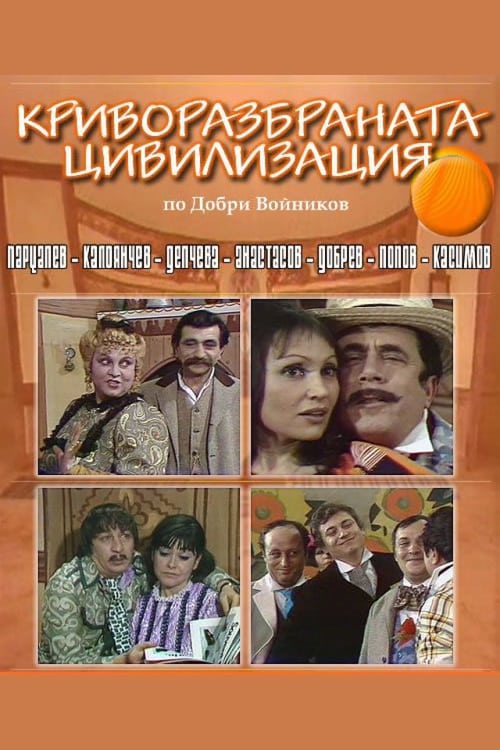 КРИВОРАЗБРАНАТА
ЦИВИЛИЗАЦИЯ
по Добри Войников
ПАРЦАЛЕВ - КАЛОЯНЧЕВ - ДЕПЧЕВА - АНАСТАСОВ - ДОБРЕВ - ПОПОВ - КАСИМОВ